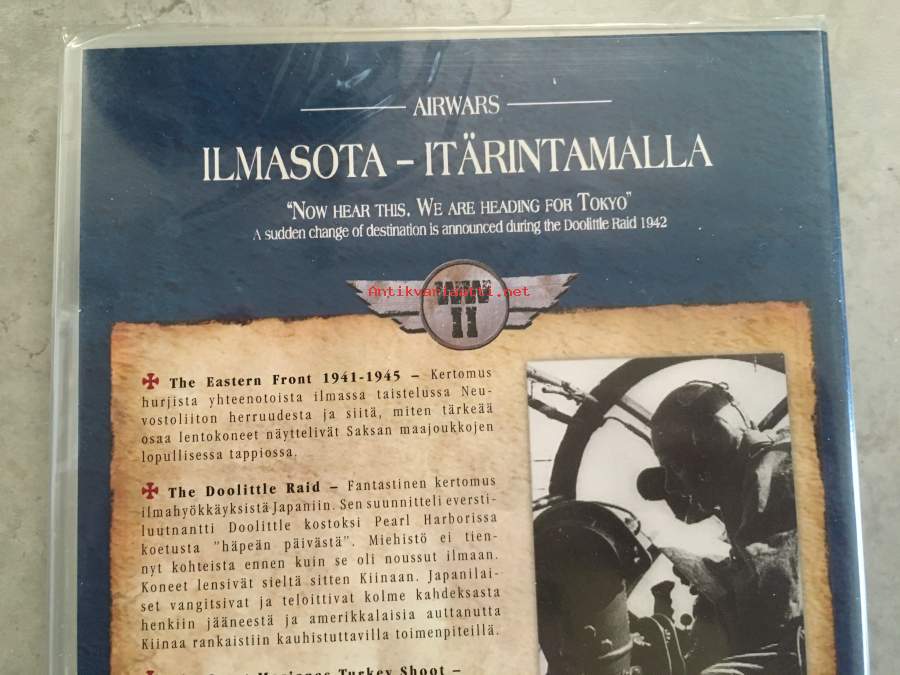 AIRWARS
ILMASOTA – ITÄRINTAMALLA
"NOW HEAR THIS. WE ARE HEADING FOR TOKYO"
A sudden change of destination is announced during the Doolittle Raid 1942
Antikvariaatti.net
WW
II
The Eastern Front 1941-1945 – Kertomus
hurjista yhteenotoista ilmassa taistelussa Neu-
vostoliiton herruudesta ja siitä, miten tärkeää
osaa lentokoneet näyttelivät Saksan maajoukkojen
lopullisessa tappiossa.
The Doolittle Raid – Fantastinen kertomus
ilmahyökkäyksistä Japaniin. Sen suunnitteli eversti-
luutnantti Doolittle kostoksi Pearl Harborissa
koetusta "häpeän päivästä". Miehistö ei tien-
nyt kohteista ennen kuin se oli noussut ilmaan.
Koneet lensivät sieltä sitten Kiinaan. Japanilai-
set vangitsivat ja teloittivat kolme kahdeksasta
henkiin jääneestä ja amerikkalaisia auttanutta
Kiinaa rankaistiin kauhistuttavilla toimenpiteillä.
Marianas Turkey Shoot –